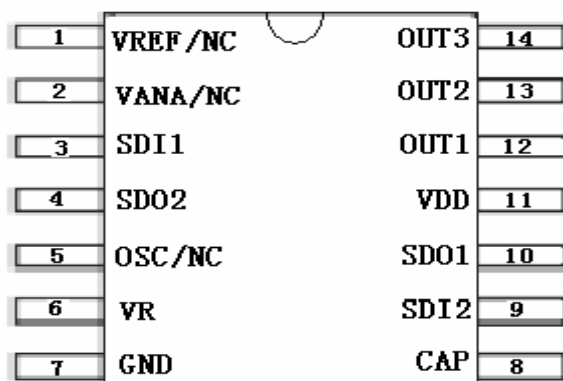 1 VREF/NC OUT3 14
2 VANA/NC OUT2 13
3 SDI1 OUT1 12
4 SDO2 VDD 11
5 OSC/NC SDO1 10
6 VR SDI2 9
7 GND CAP 8